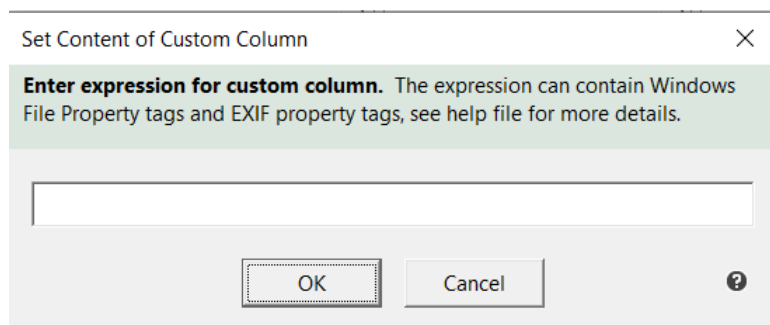 Set Content of Custom Column
Enter expression for custom column. The expression can contain Windows
File Property tags and EXIF property tags, see help file for more details.
OK Cancel ?